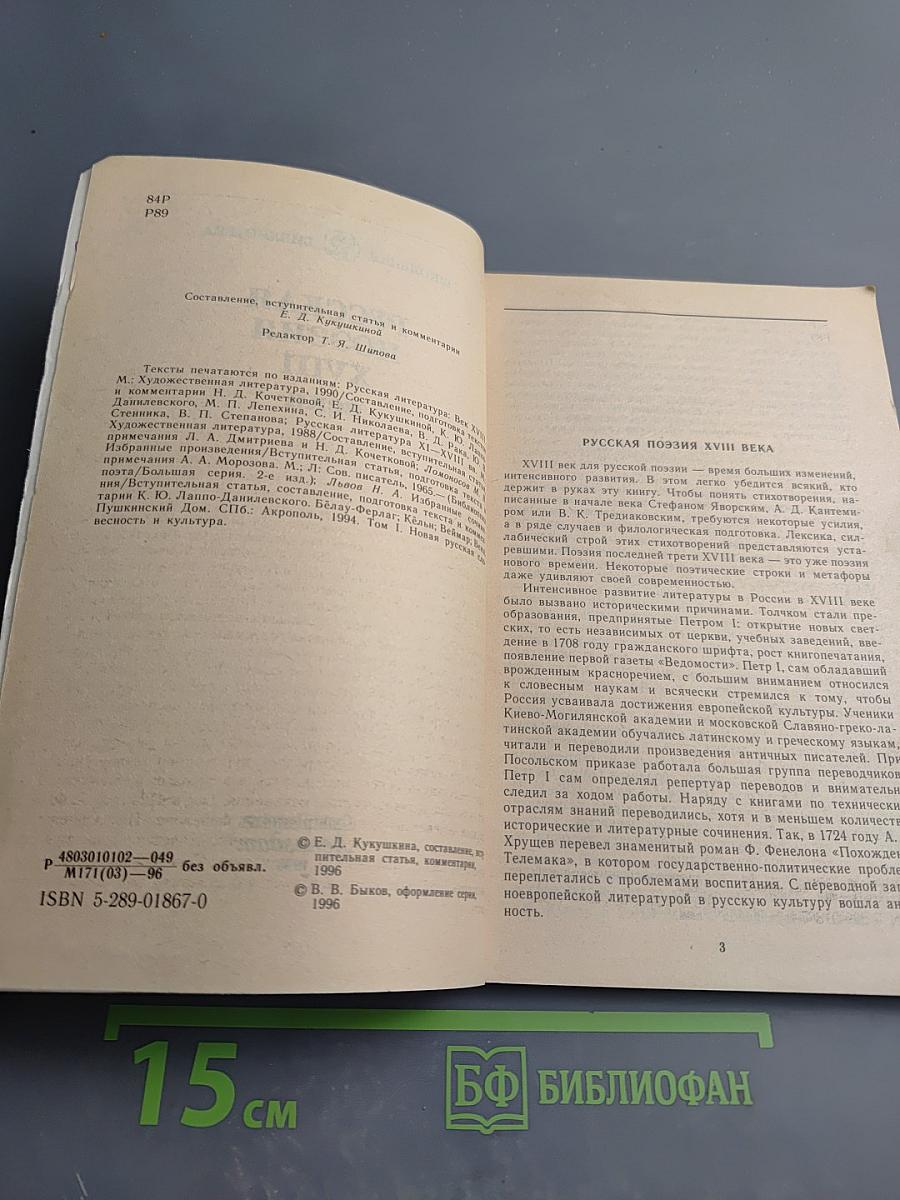 84Р
Р89
Составление, вступительная статья и комментарии
Е. Д. Кукушкиной
Редактор Т. Я. Шипова
Тексты печатаются по изданиям: Русская литература: Век XVIII.
М.: Художественная литература, 1990/Составление, подготовка текста
и комментарии Н. Д. Кочетковой, Е. Д. Кукушкиной, К. Ю. Лаппо-
Данилевского, М. П. Лепехина, С. И. Николаева, В. Д. Рака,
Стенника, В. П. Степанова; Русская литература XI—XVIII вв. М.:
Художественная литература, 1988/Составление, вступительная статья,
примечания Л. А. Дмитриева и Н. Д. Кочетковой; Ломоносов М.
Избранные произведения/Вступительная статья, подготовка текста
примечания А. А. Морозова. М.; Л: Сов. писатель, 1965.—(Библиотека
поэта/Большая серия. 2-е изд.); Львов Н. А. Избранные
ния/Вступительная статья, составление, подготовка текста и коммен-
тарии К. Ю. Лаппо-Данилевского. Бёлау-Ферлаг; Кёльн; Веймар; Вена
Пушкинский Дом. СПб.: Акрополь, 1994. Том I. Новая русская
весность и культура.
Р 4803010102—049 без объявл.
М171(03)—96
ISBN 5-289-01867-0
© Е. Д. Кукушкина, составление,
пительная статья, комментарии,
1996
© В. В. Быков, оформление серии,
1996
РУССКАЯ ПОЭЗИЯ XVIII ВЕКА
XVIII век для русской поэзии — время больших изменений,
интенсивного развития. В этом легко убедится всякий, кто
держит в руках эту книгу. Чтобы понять стихотворения, на-
писанные в начале века Стефаном Яворским, А. Д. Кантеми-
ром или В. К. Тредиаковским, требуются некоторые усилия,
а в ряде случаев и филологическая подготовка. Лексика, сил-
лабический строй этих стихотворений представляются уста-
ревшими. Поэзия последней трети XVIII века — это уже поэзия
нового времени. Некоторые поэтические строки и метафоры
даже удивляют своей современностью.
Интенсивное развитие литературы в России в XVIII веке
было вызвано историческими причинами. Толчком стали пре-
образования, предпринятые Петром I: открытие новых свет-
ских, то есть независимых от церкви, учебных заведений, вве-
дение в 1708 году гражданского шрифта, рост книгопечатания,
появление первой газеты «Ведомости». Петр I, сам обладавший
врожденным красноречием, с большим вниманием относился
к словесным наукам и всячески стремился к тому, чтобы
Россия усваивала достижения европейской культуры. Ученики
Киево-Могилянской академии и московской Славяно-греко-ла-
тинской академии обучались латинскому и греческому языкам,
читали и переводили произведения античных писателей. При
Посольском приказе работала большая группа переводчиков
Петр I сам определял репертуар переводов и внимательн
следил за ходом работы. Наряду с книгами по технически
отраслям знаний переводились, хотя и в меньшем количеств
исторические и литературные сочинения. Так, в 1724 году А.
Хрущев перевел знаменитый роман Ф. Фенелона «Похожден
Телемака», в котором государственно-политические пробле
переплетались с проблемами воспитания. С переводной зап
ноевропейской литературой в русскую культуру вошла ан
ность.
3
15 см
БФ БИБЛИОФАН